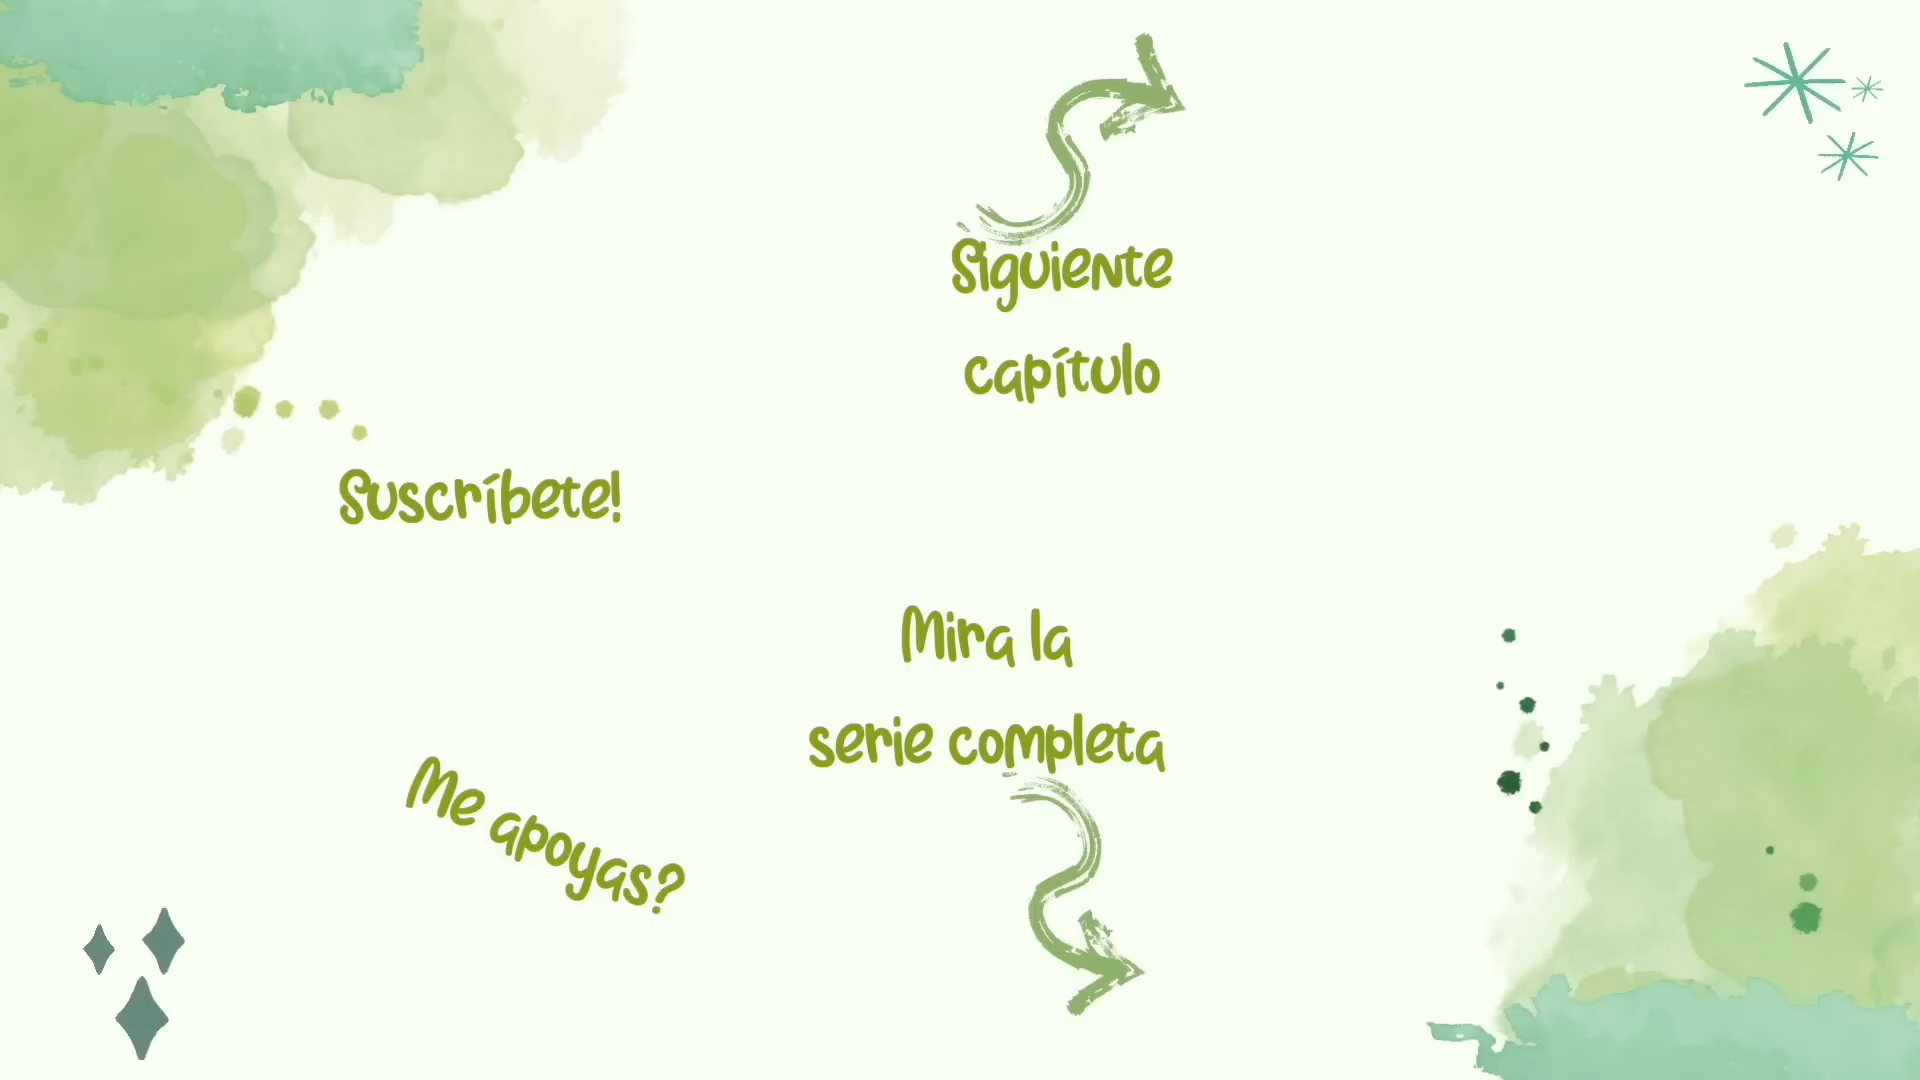 Siguiente
capítulo
Suscríbete!
Mira la
serie completa
Me apoyas?